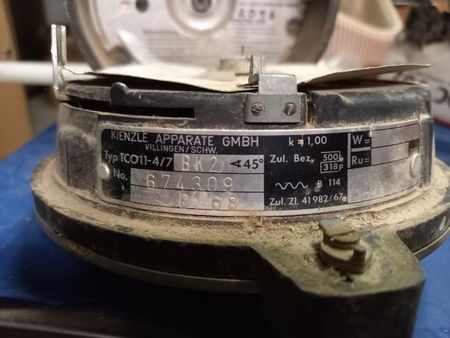 KIENZLE APPARATE GMBH
VILLINGEN/SCHW.
Typ TCO11-4/7 BK2 45°
No. 674309
68
k = 1,00
Zul. Bez. 500/318p
B 114
Zul. Zl. 41982/67
W =
Ru =